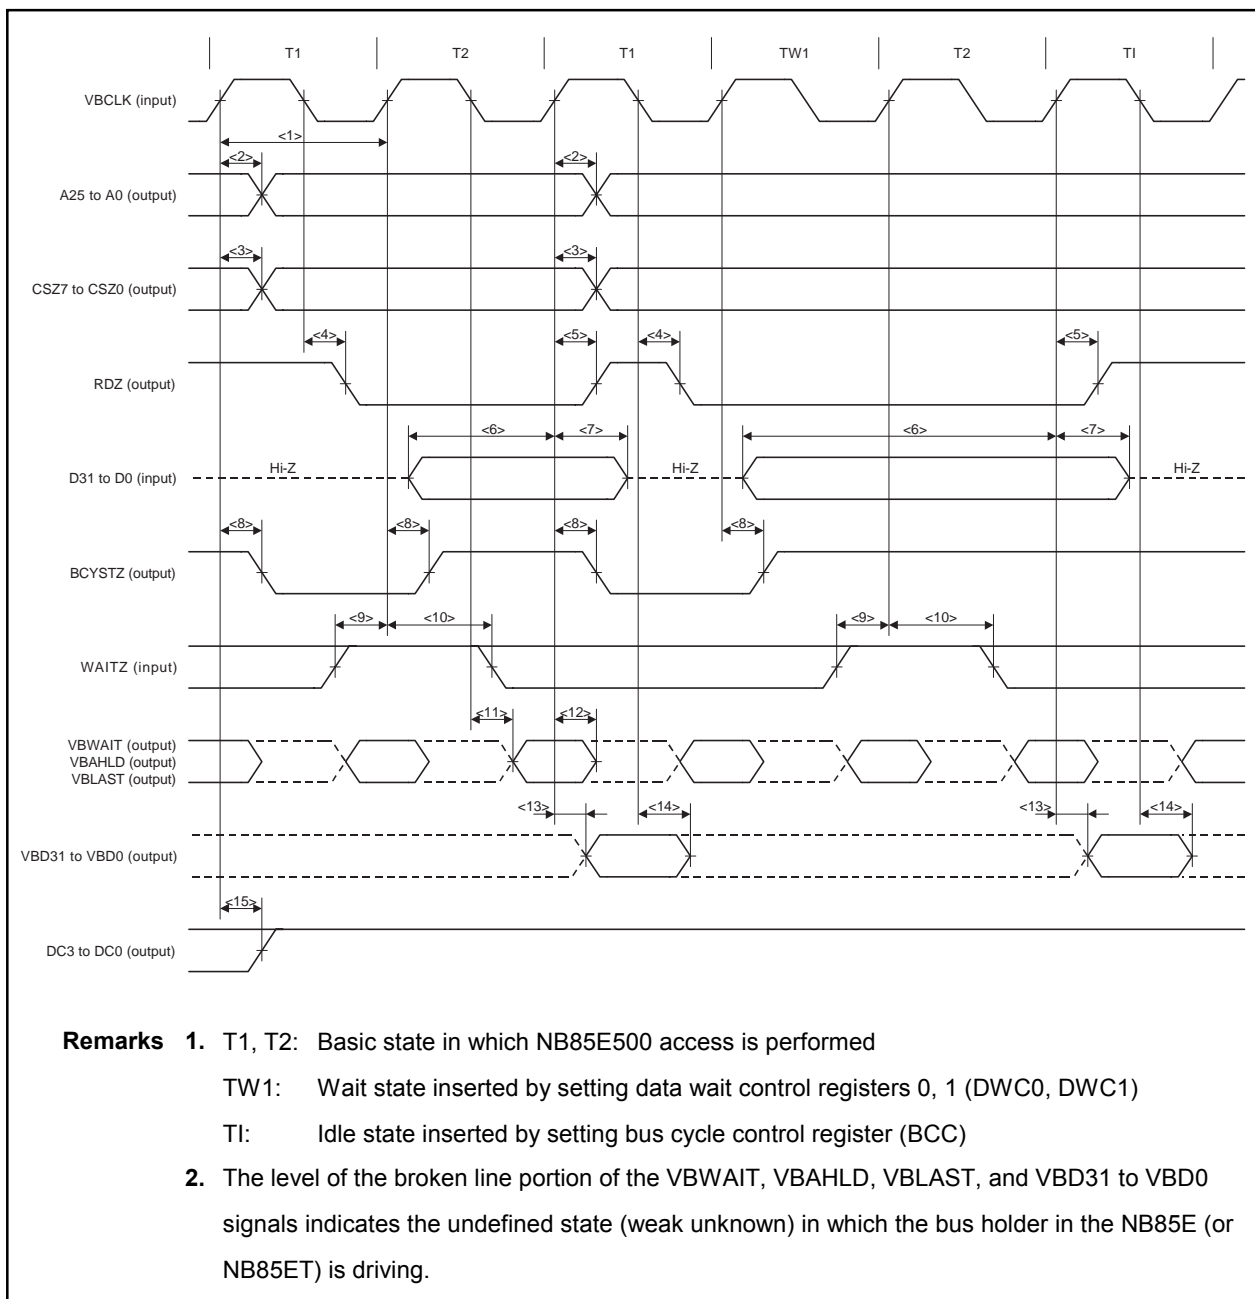 T1 T2 T1 TW1 T2 TI
VBCLK (input)
<1>
<2> <2>
A25 to A0 (output)
<3> <3>
CSZ7 to CSZ0 (output)
<4> <5> <4> <5>
RDZ (output)
<6> <7> <6> <7>
Hi-Z Hi-Z Hi-Z
D31 to D0 (input)
<8> <8> <8> <8>
BCYSTZ (output)
<9> <10> <9> <10>
WAITZ (input)
<11> <12>
VBWAIT (output)
VBAHLD (output)
VBLAST (output)
<13> <14> <13> <14>
VBD31 to VBD0 (output)
<15>
DC3 to DC0 (output)
Remarks 1. T1, T2: Basic state in which NB85E500 access is performed
TW1: Wait state inserted by setting data wait control registers 0, 1 (DWC0, DWC1)
TI: Idle state inserted by setting bus cycle control register (BCC)
2. The level of the broken line portion of the VBWAIT, VBAHLD, VBLAST, and VBD31 to VBD0
signals indicates the undefined state (weak unknown) in which the bus holder in the NB85E (or
NB85ET) is driving.